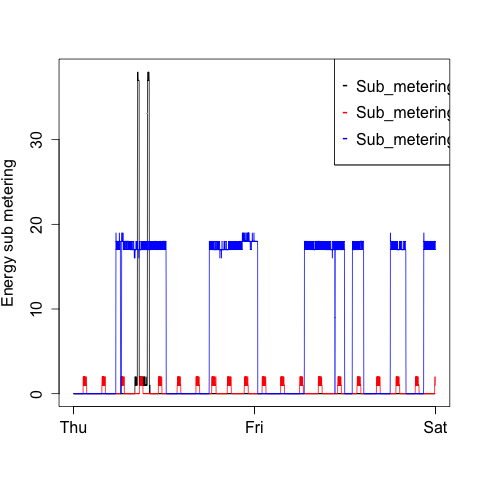 Sub_metering
Sub_metering
Sub_metering
Energy sub metering
30
20
10
0
Thu Fri Sat